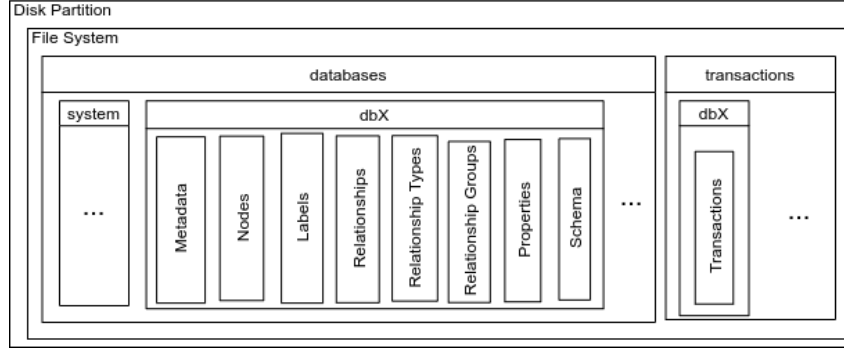 Disk Partition
File System
databases
transactions
system
dbX
dbX
...
Metadata
Nodes
Labels
Relationships
Relationship Types
Relationship Groups
Properties
Schema
...
Transactions
...